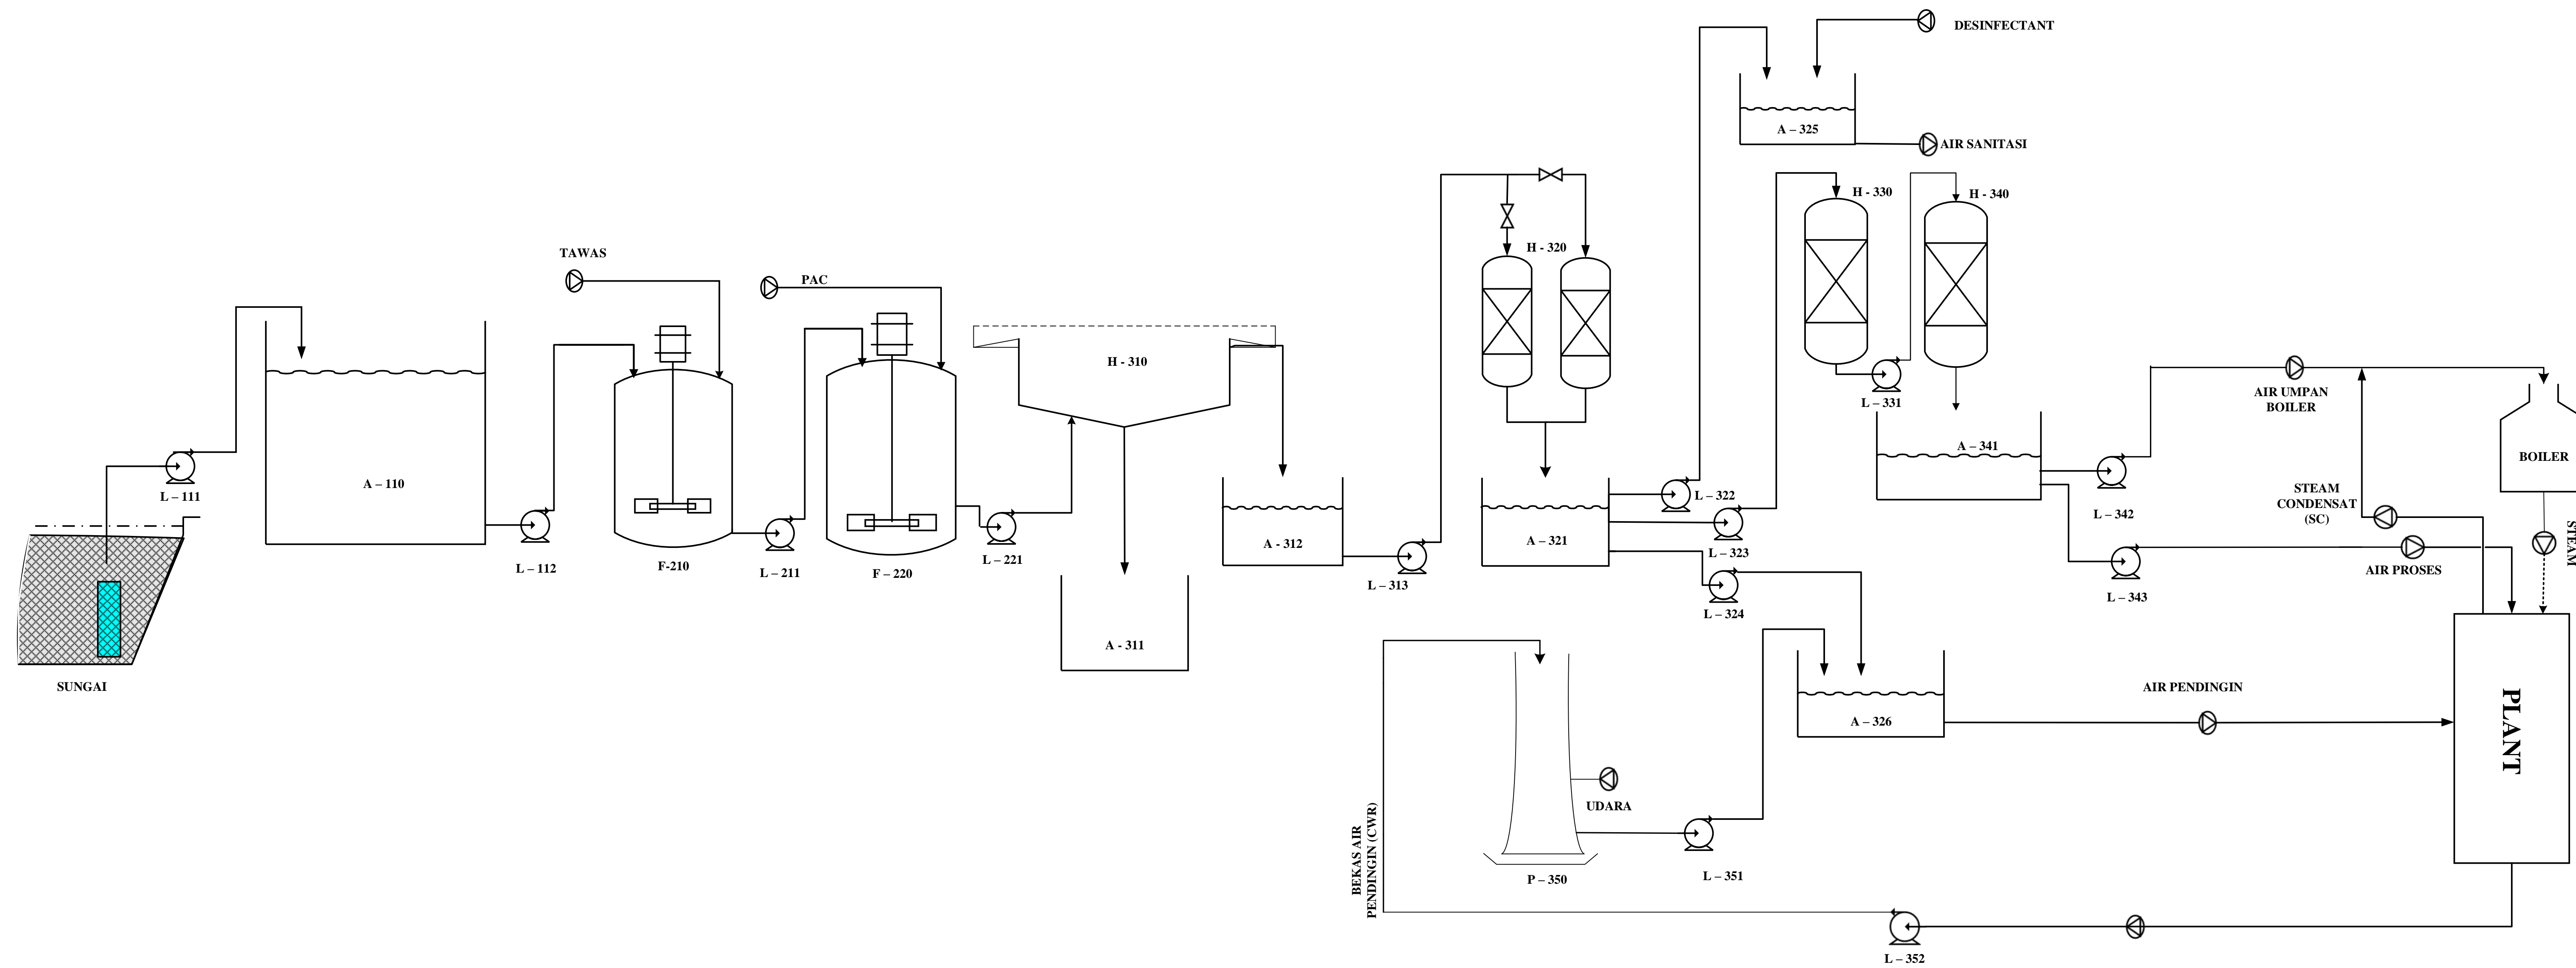 DESINFECTANT
A – 325
AIR SANITASI
H - 330
H - 340
H - 320
TAWAS
PAC
H - 310
L – 331
AIR UMPAN
BOILER
A – 341
BOILER
L – 111
A – 110
L – 112
F-210
L – 211
F – 220
L – 221
A - 312
L – 313
A – 321
L – 322
L – 323
L – 324
L – 342
STEAM
CONDENSAT
(SC)
STEAM
AIR PROSES
L – 343
A - 311
SUNGAI
A – 326
AIR PENDINGIN
PLANT
UDARA
BEKAS AIR
PENDINGIN (CWR)
P – 350
L – 351
L – 352